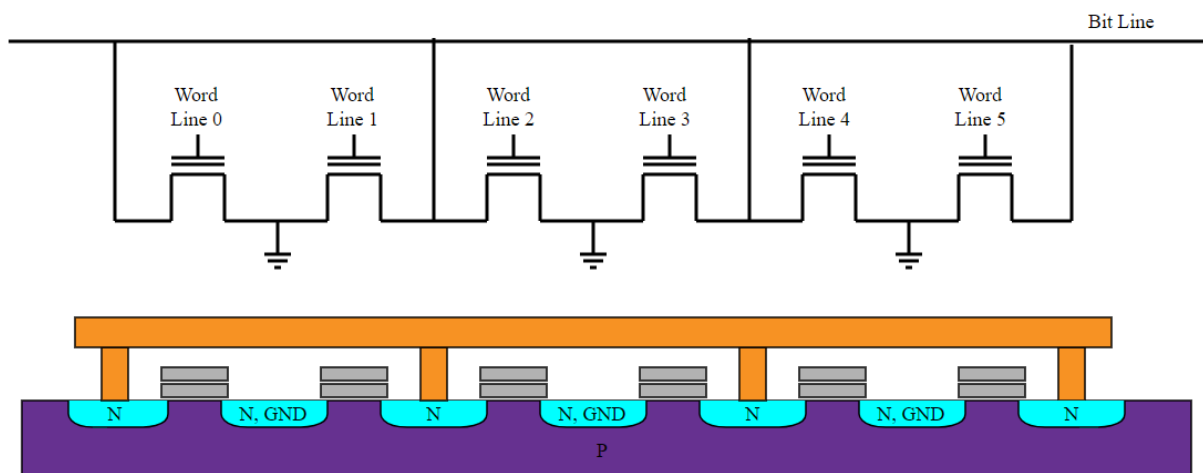 Bit Line
Word
Line 0
Word
Line 1
Word
Line 2
Word
Line 3
Word
Line 4
Word
Line 5
N
N, GND
N
N, GND
N
N, GND
N
P